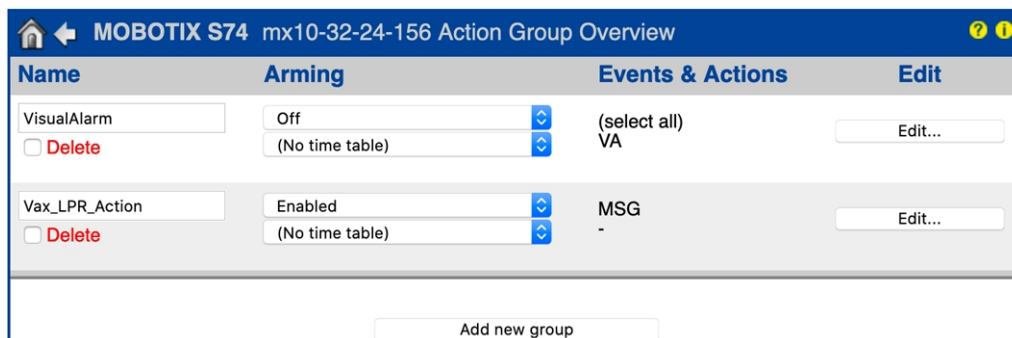 MOBOTIX S74 mx10-32-24-156 Action Group Overview ? i
Name Arming Events & Actions Edit
VisualAlarm Off (select all) Edit...
Delete (No time table) VA
Vax_LPR_Action Enabled MSG Edit...
Delete (No time table) -
Add new group